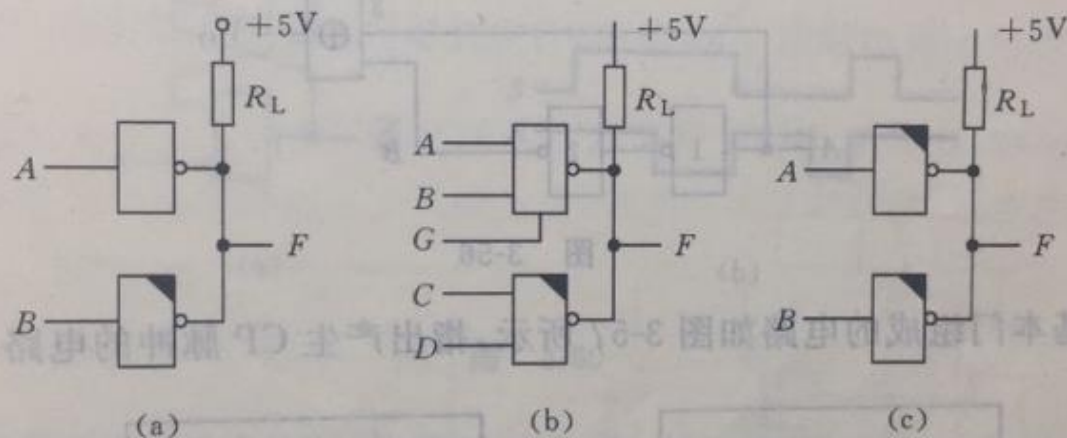 +5V +5V +5V
R_L R_L R_L
A A A
B
G F F F
B C B
D
(a) (b) (c)